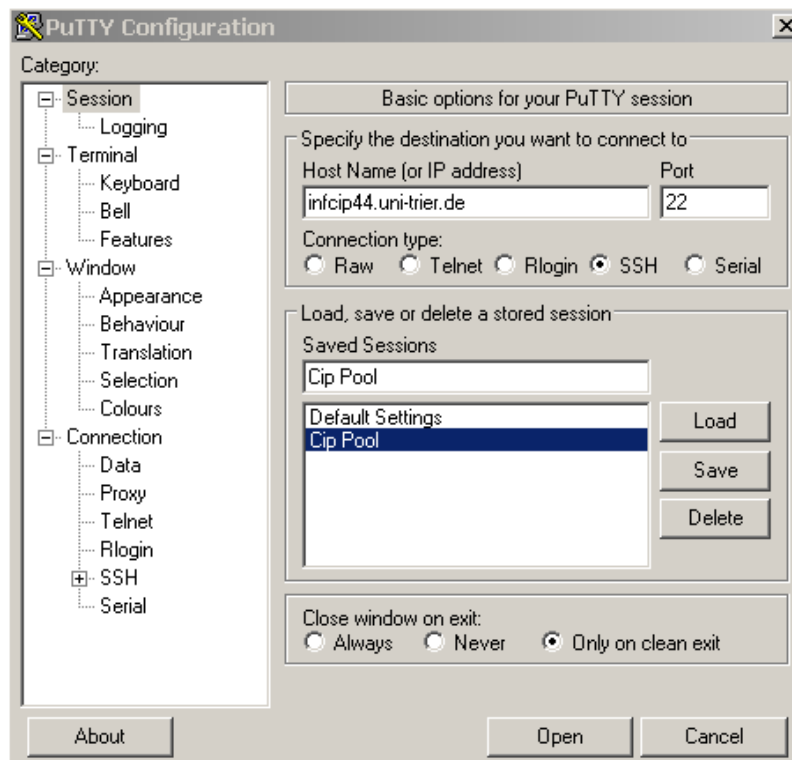 PuTTY Configuration
Category:
Session
Logging
Terminal
Keyboard
Bell
Features
Window
Appearance
Behaviour
Translation
Selection
Colours
Connection
Data
Proxy
Telnet
Rlogin
SSH
Serial
Basic options for your PuTTY session
Specify the destination you want to connect to
Host Name (or IP address) Port
infcip44.uni-trier.de 22
Connection type:
Raw Telnet Rlogin SSH Serial
Load, save or delete a stored session
Saved Sessions
Cip Pool
Default Settings
Cip Pool
Load
Save
Delete
Close window on exit:
Always Never Only on clean exit
About Open Cancel